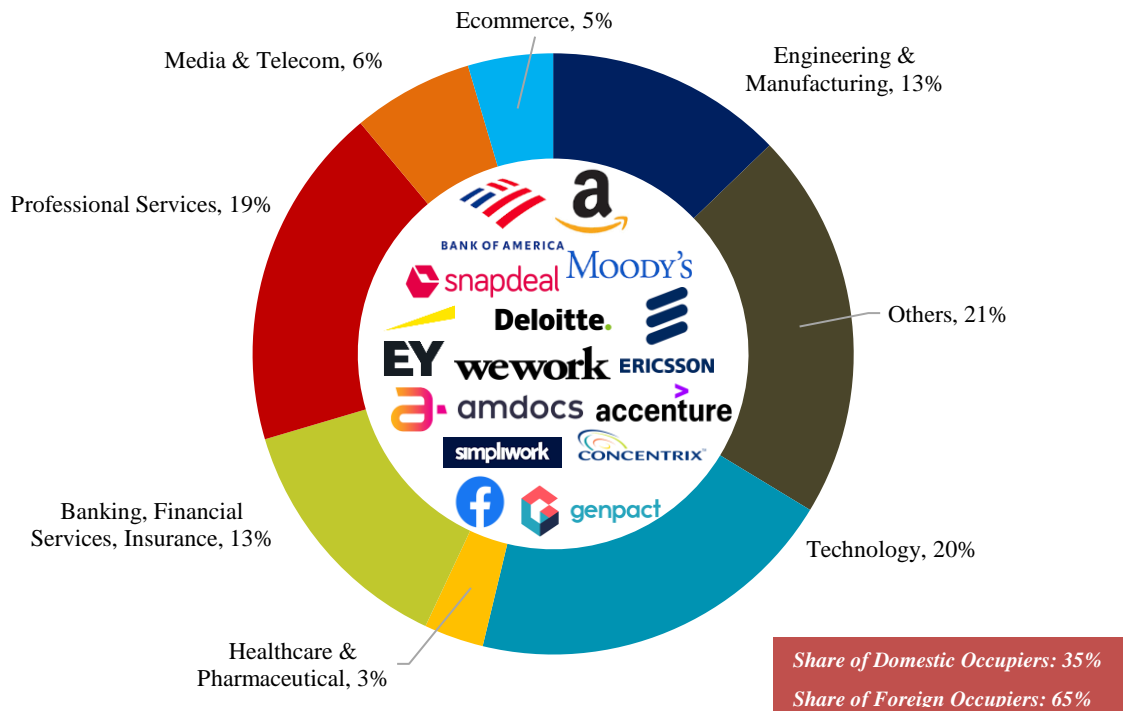 Ecommerce, 5%
Media & Telecom, 6%
Engineering &
Manufacturing, 13%
Professional Services, 19%
BANK OF AMERICA
a
MOODY'S
snapdeal
Deloitte.
EY
wework
ERICSSON
a
amdocs
>
accenture
simpliwork
CONCENTRIX™
f
genpact
Others, 21%
Banking, Financial
Services, Insurance, 13%
Technology, 20%
Healthcare &
Pharmaceutical, 3%
Share of Domestic Occupiers: 35%
Share of Foreign Occupiers: 65%